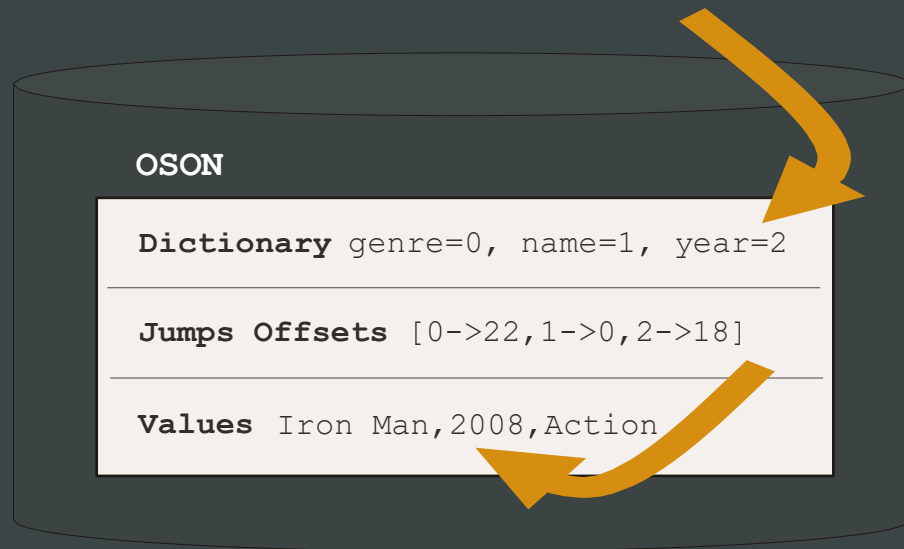 OSON
Dictionary genre=0, name=1, year=2
Jumps Offsets [0->22,1->0,2->18]
Values Iron Man,2008,Action